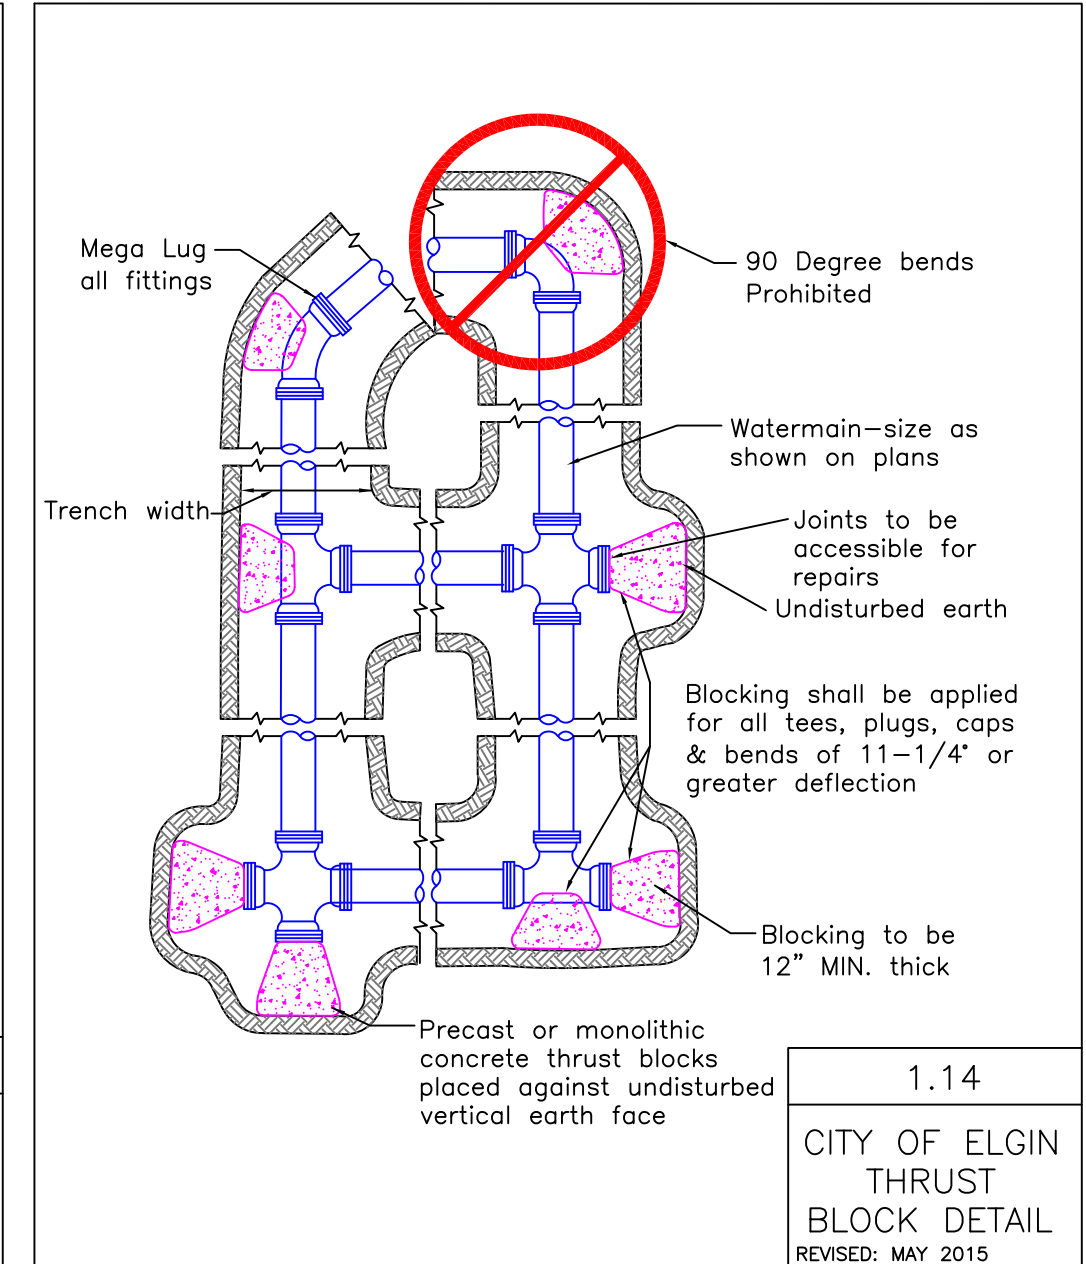 Mega Lug
all fittings
90 Degree bends
Prohibited
Watermain-size as
shown on plans
Trench width
Joints to be
accessible for
repairs
Undisturbed earth
Blocking shall be applied
for all tees, plugs, caps
& bends of 11-1/4° or
greater deflection
Blocking to be
12" MIN. thick
Precast or monolithic
concrete thrust blocks
placed against undisturbed
vertical earth face
1.14
CITY OF ELGIN
THRUST
BLOCK DETAIL
REVISED: MAY 2015